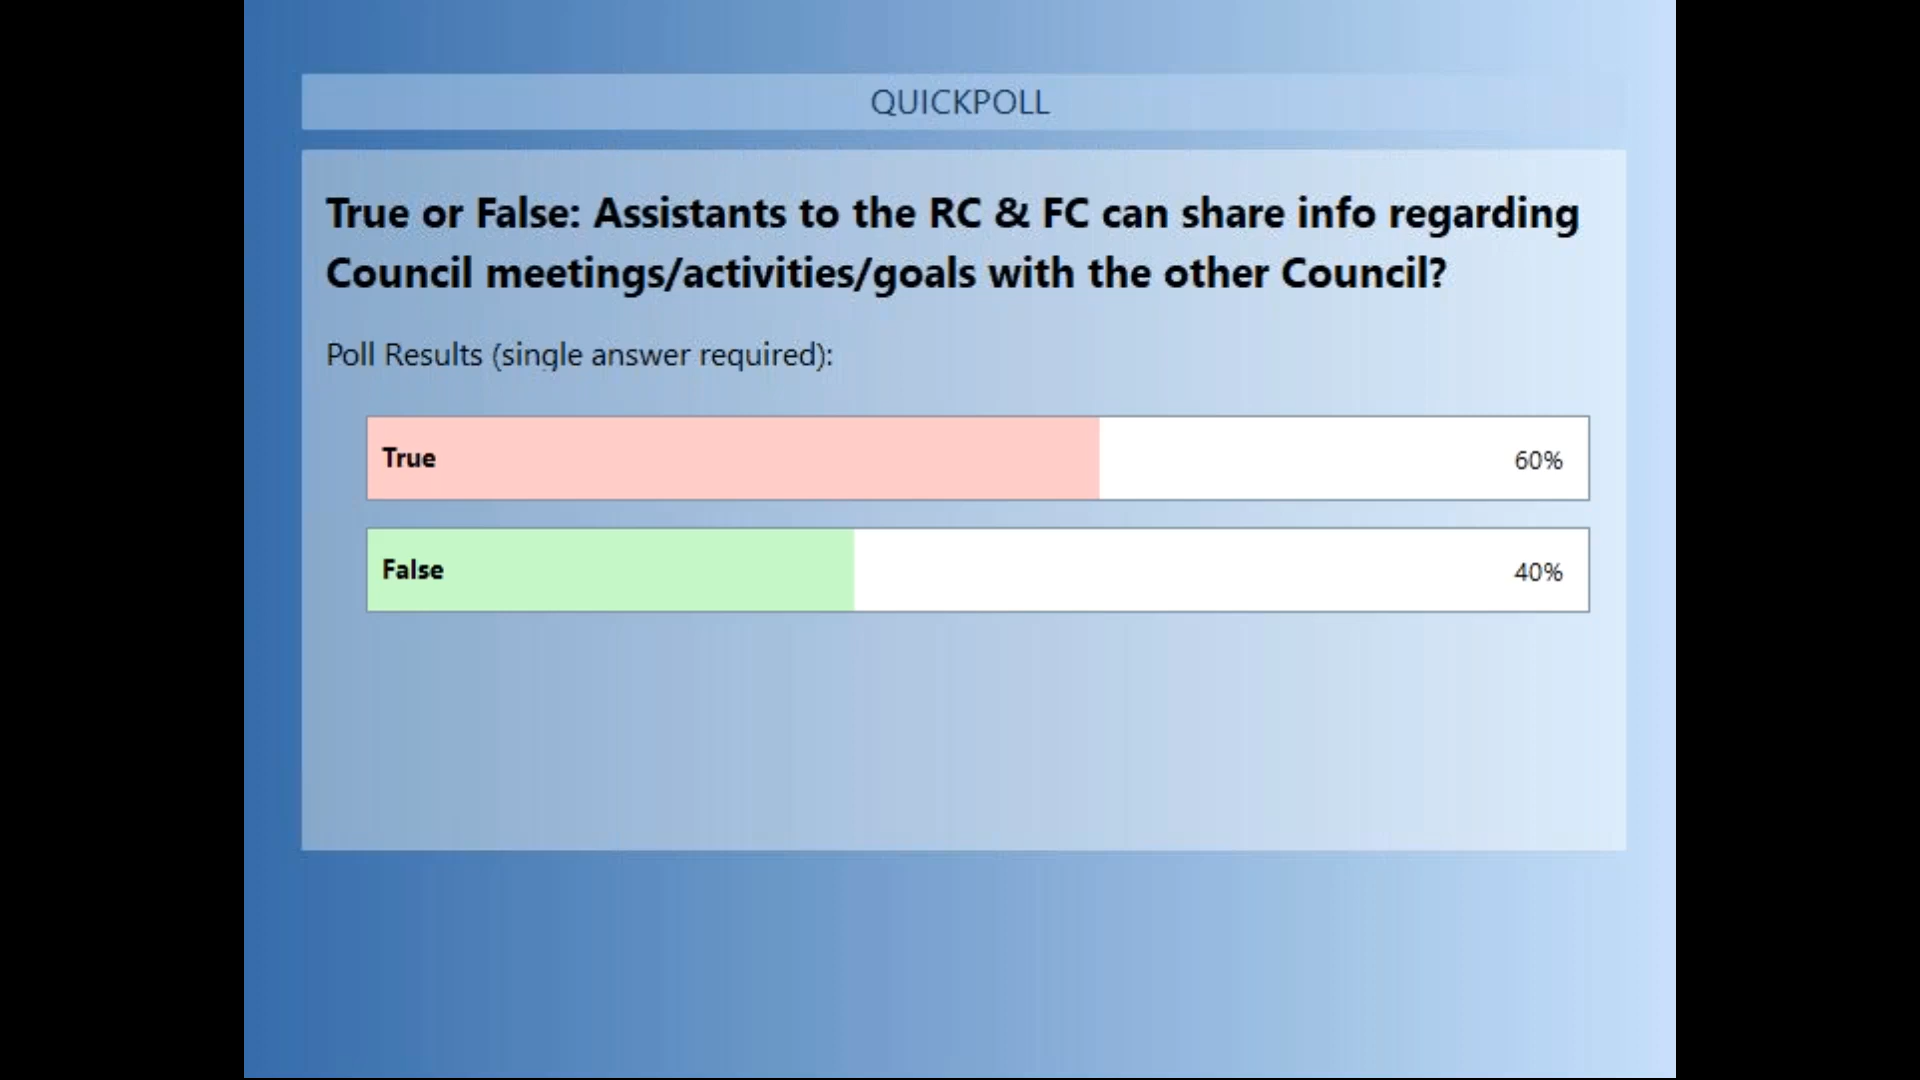 QUICKPOLL
True or False: Assistants to the RC & FC can share info regarding
Council meetings/activities/goals with the other Council?
Poll Results (single answer required):
True 60%
False 40%